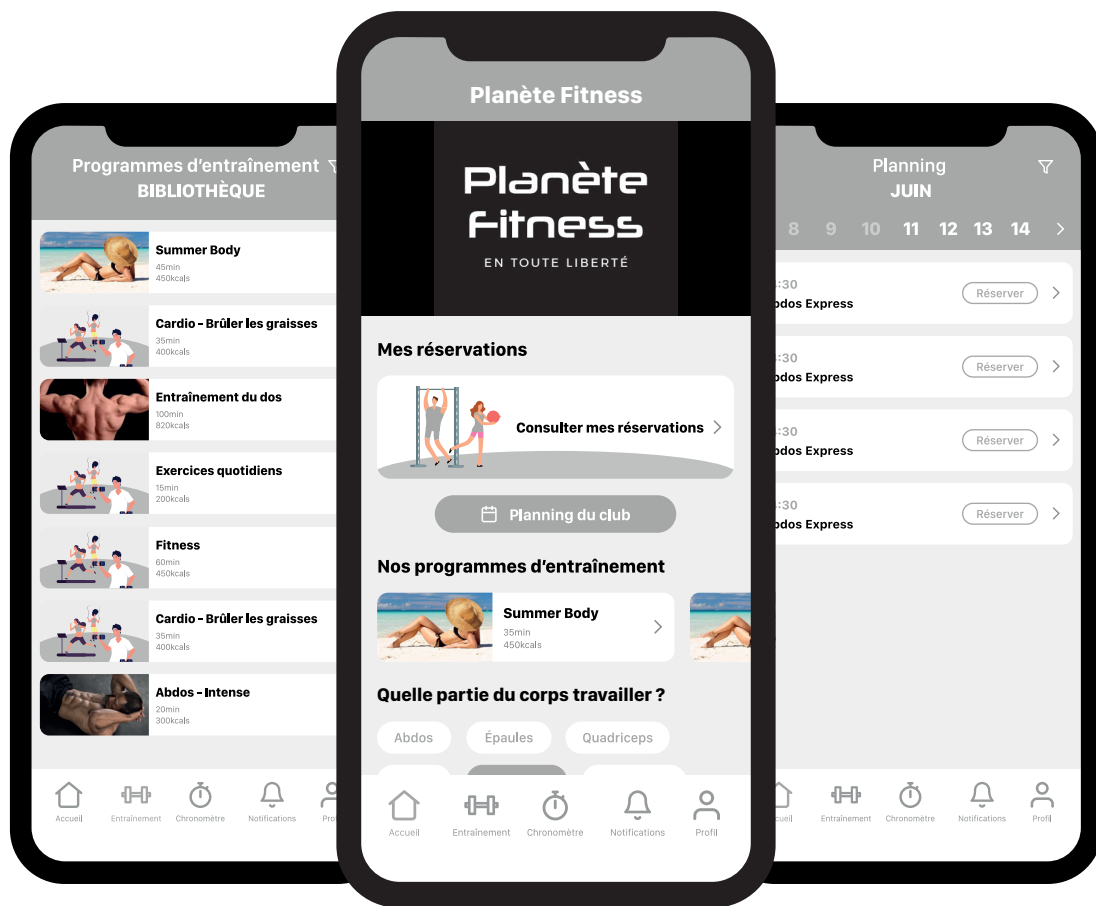 Programmes d'entraînement
BIBLIOTHÈQUE
Summer Body
45min
450kcals
Cardio – Brûler les graisses
35min
400kcals
Entraînement du dos
100min
820kcals
Exercices quotidiens
15min
200kcals
Fitness
60min
450kcals
Cardio – Brûler les graisses
35min
400kcals
Abdos – Intense
20min
300kcals
Accueil Entraînement Chronomètre Notifications
Planète Fitness
Planète
Fitness
EN TOUTE LIBERTÉ
Mes réservations
Consulter mes réservations
Planning du club
Nos programmes d'entraînement
Summer Body
35min
450kcals
Quelle partie du corps travailler ?
Abdos Épaules Quadriceps
Accueil Entraînement Chronomètre Notifications Profil
Planning
JUIN
8 9 10 11 12 13 14
:30
Réserver
Express
:30
Réserver
Express
:30
Réserver
Express
:30
Réserver
Express
Entraînement Chronomètre Notifications Profil